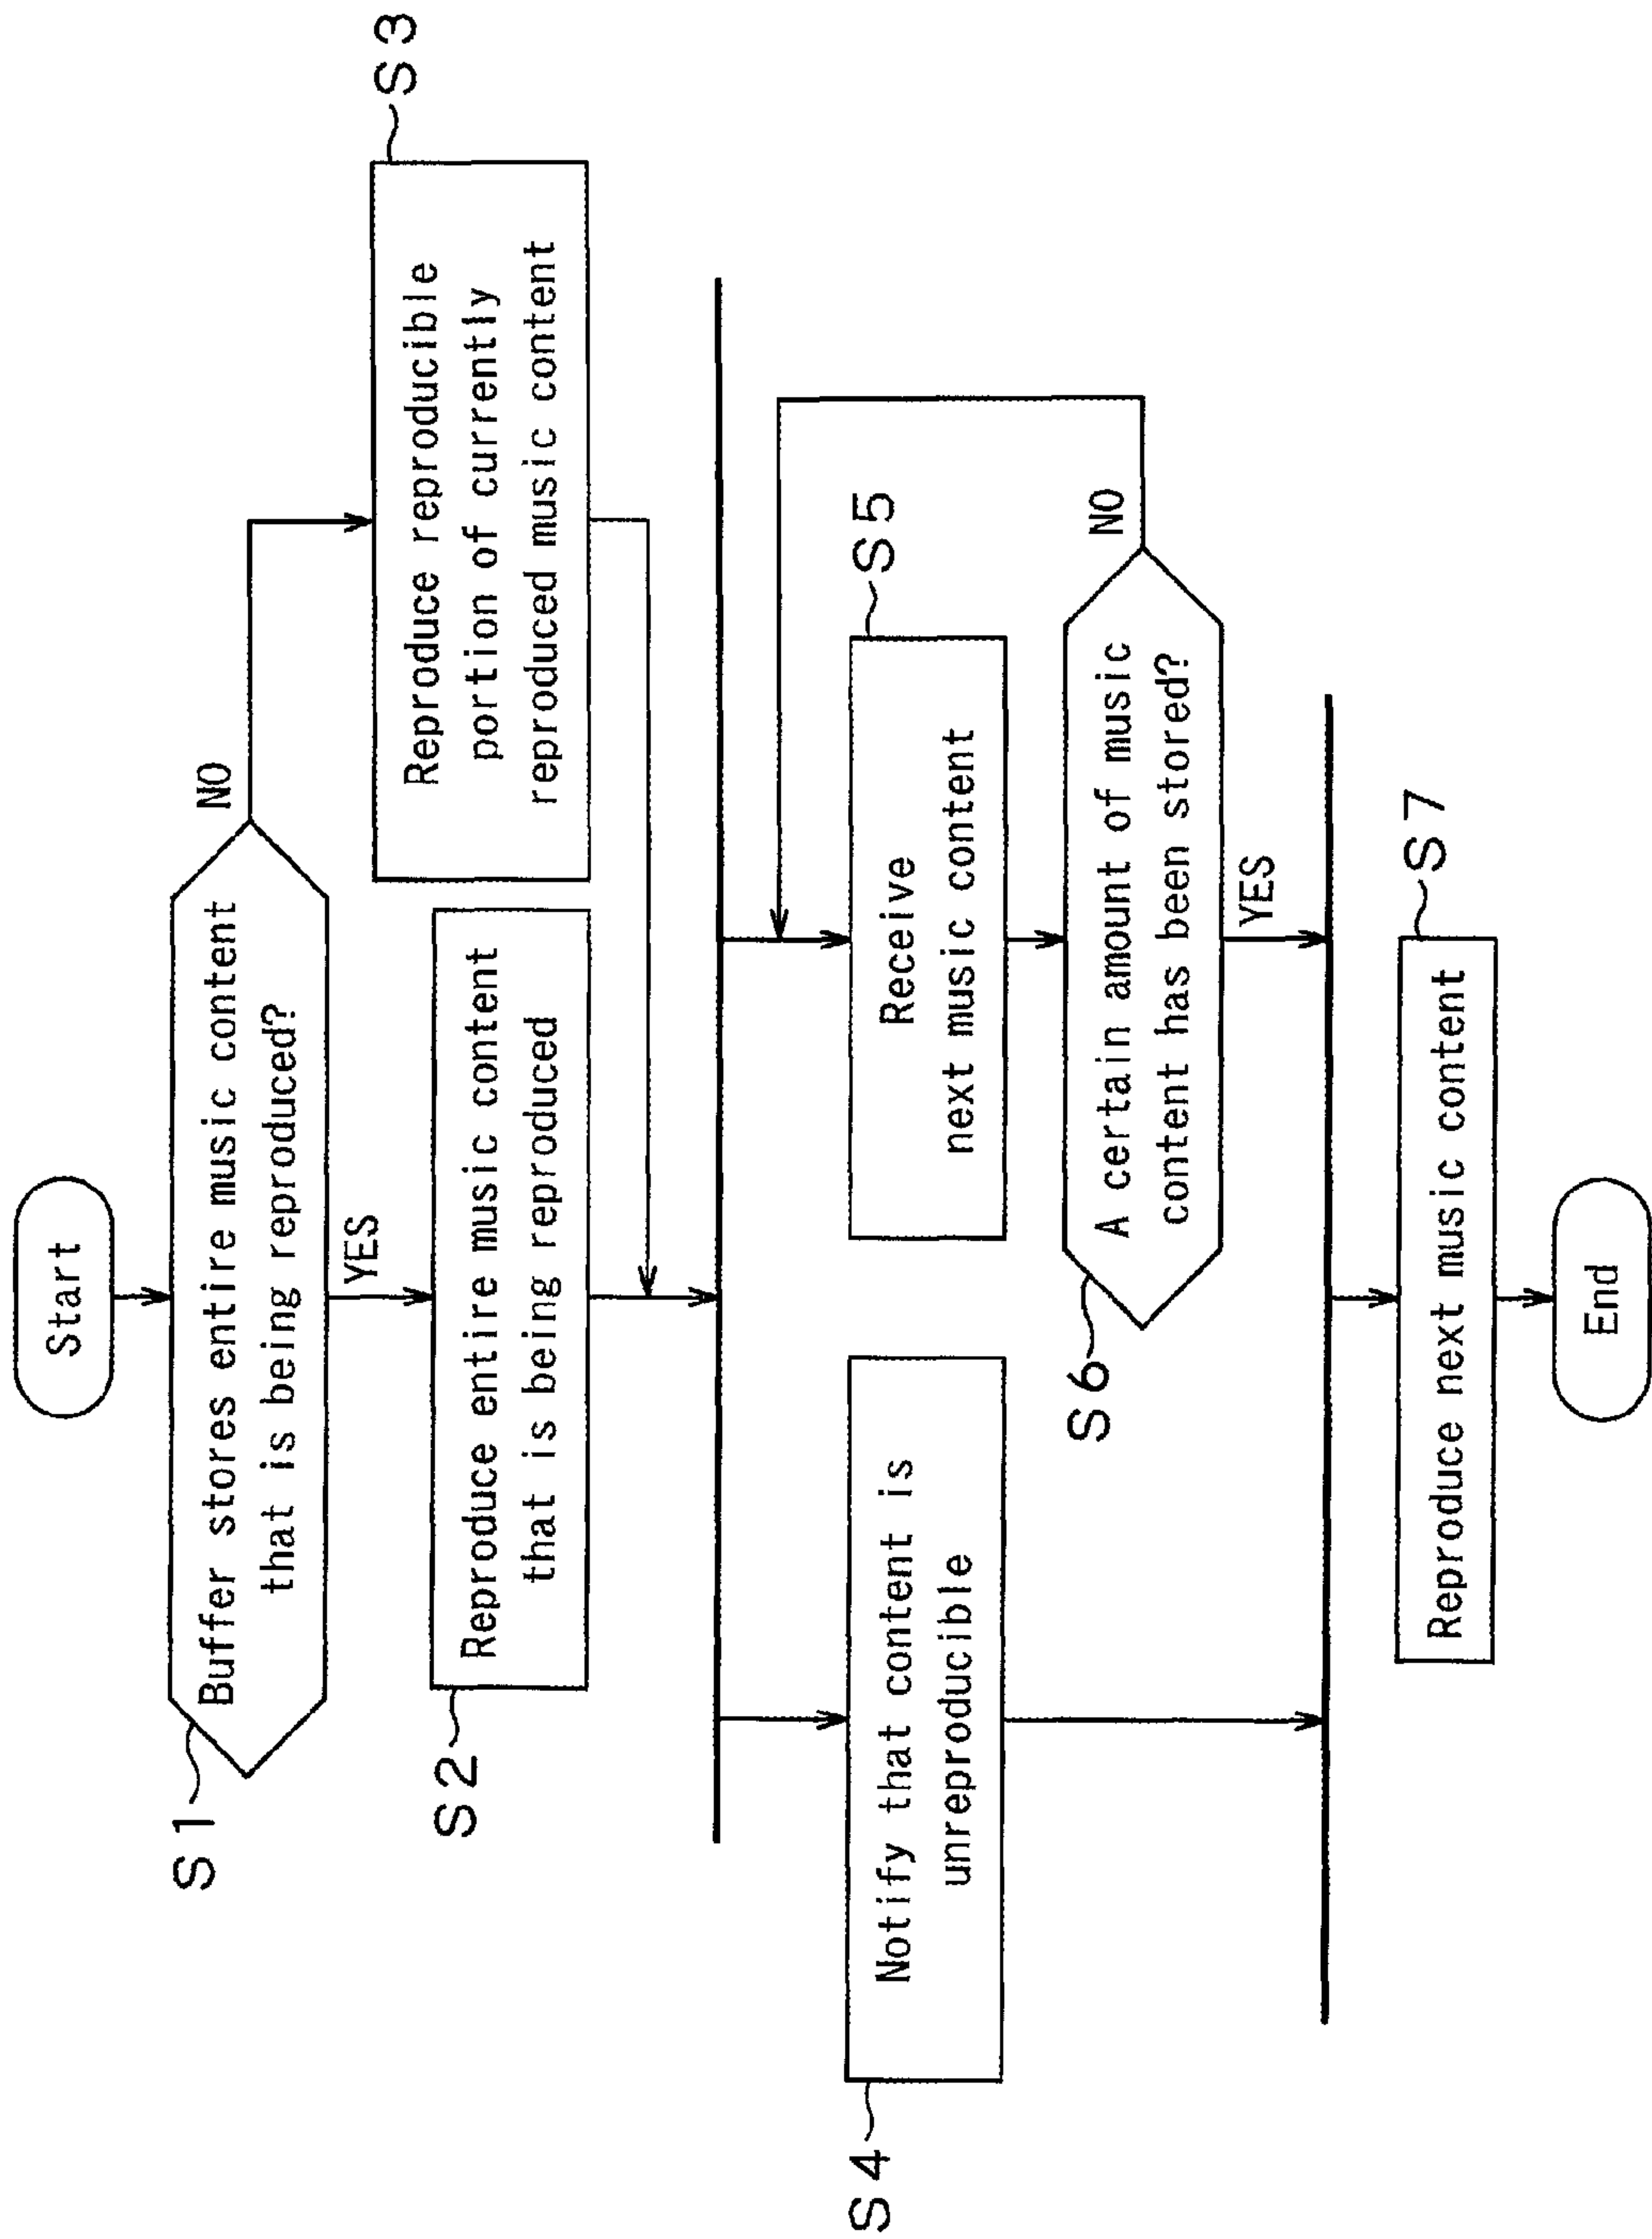 Start
S1
Buffer stores entire music content
that is being reproduced?
NO
YES
S2
Reproduce entire music content
that is being reproduced
S3
Reproduce reproducible
portion of currently
reproduced music content
S4
Notify that content is
unreproducible
S5
Receive
next music content
S6
A certain amount of music
content has been stored?
NO
YES
S7
Reproduce next music content
End